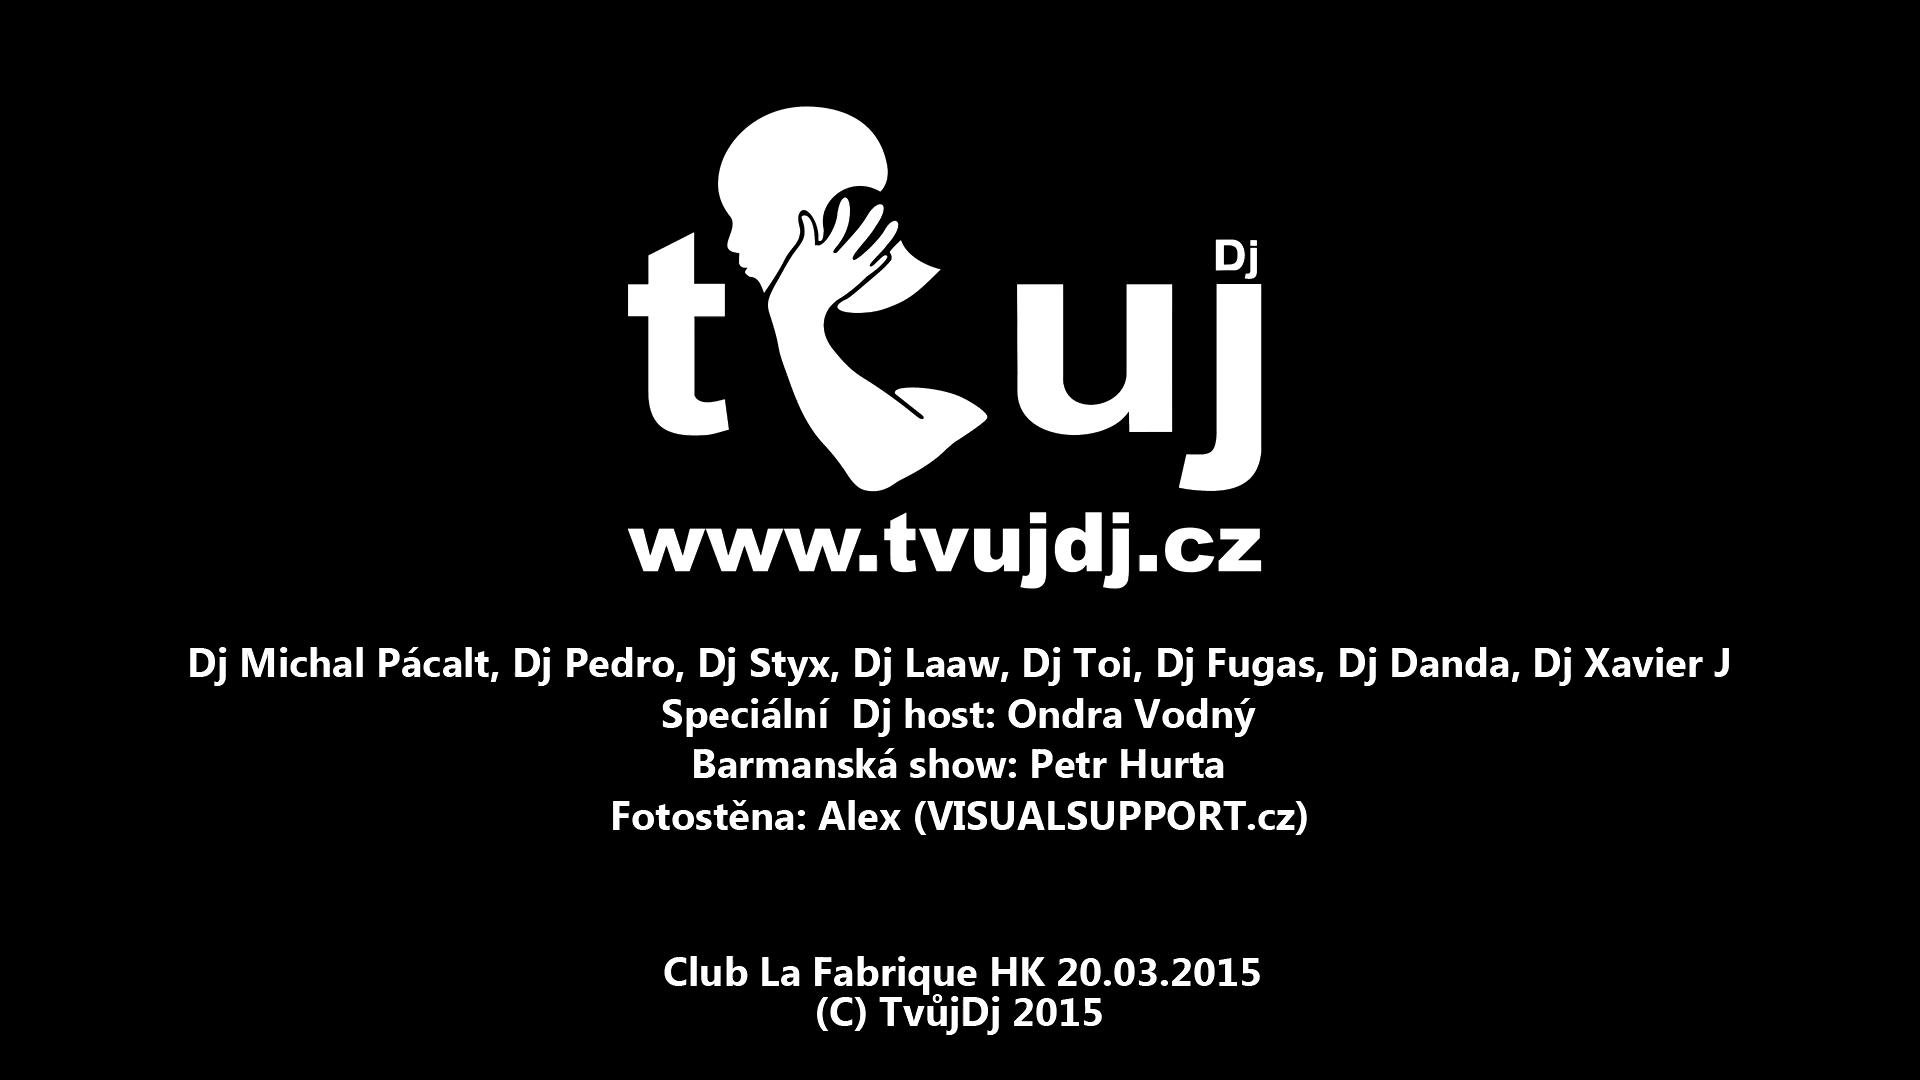 tvuj Dj
www.tvujdj.cz
Dj Michal Pácalt, Dj Pedro, Dj Styx, Dj Laaw, Dj Toi, Dj Fugas, Dj Danda, Dj Xavier J
Speciální  Dj host: Ondra Vodný
Barmanská show: Petr Hurta
Fotostěna: Alex (VISUALSUPPORT.cz)
Club La Fabrique HK 20.03.2015
(C) TvůjDj 2015